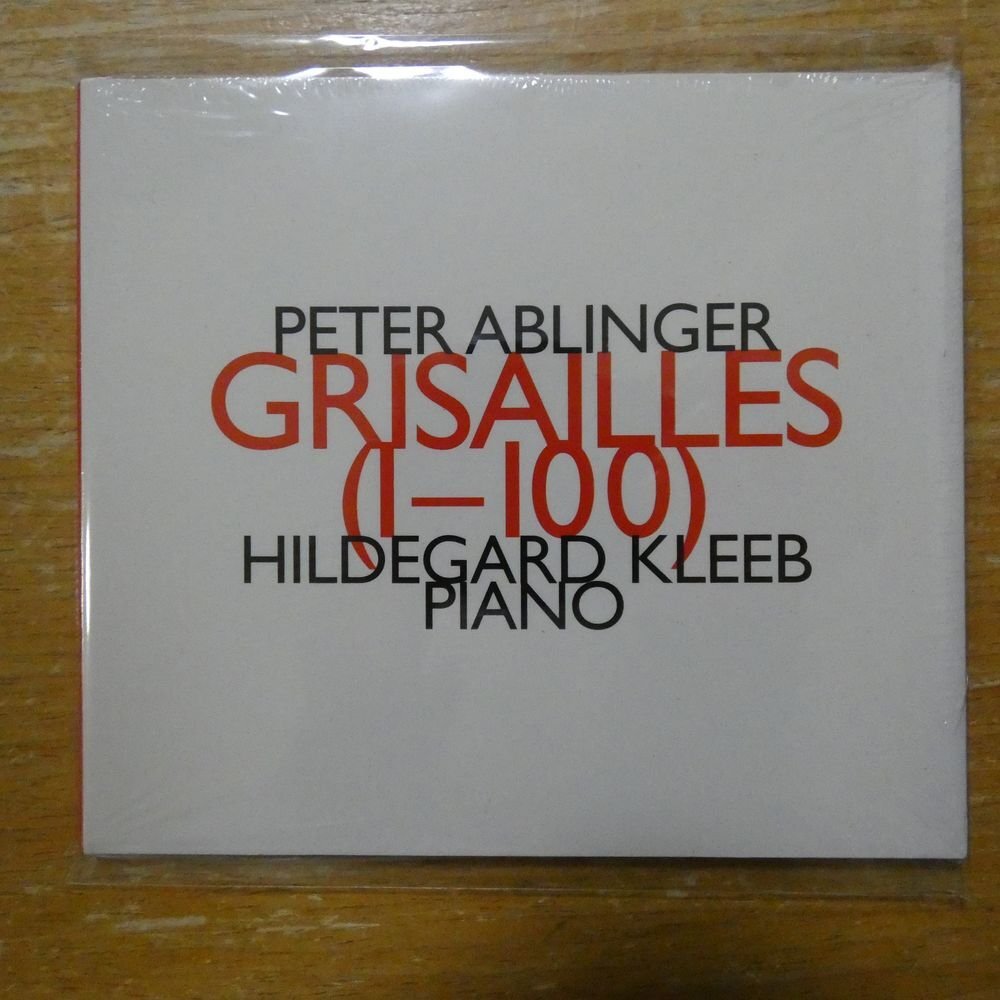 PETER ABLINGER
GRISAILLES
(1–100)
HILDEGARD KLEEB
PIANO